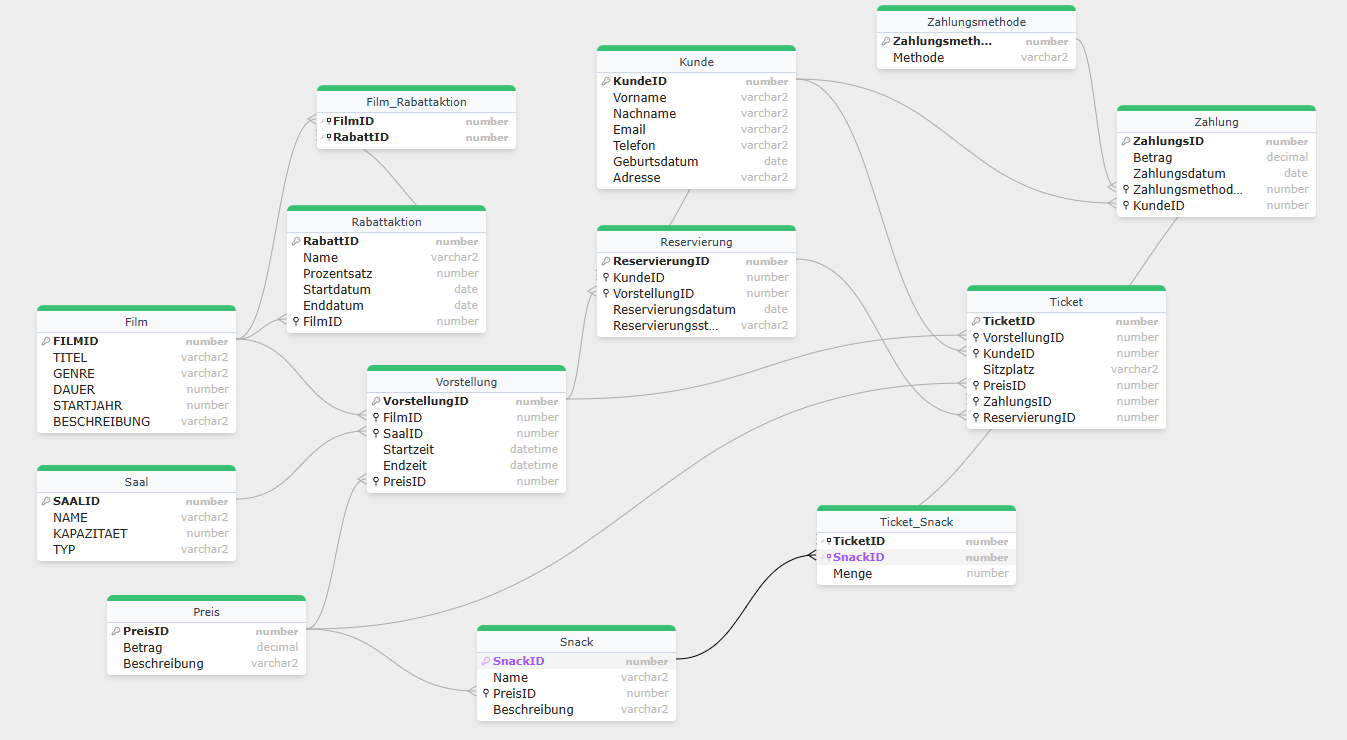 Zahlungsmethode
Zahlungsmeth... number
Methode varchar2
Kunde
KundeID number
Vorname varchar2
Nachname varchar2
Email varchar2
Telefon varchar2
Geburtsdatum date
Adresse varchar2
Film_Rabattaktion
FilmID number
RabattID number
Zahlung
ZahlungsID number
Betrag decimal
Zahlungsdatum date
Zahlungsmethod... number
KundeID number
Rabattaktion
RabattID number
Name varchar2
Prozentsatz number
Startdatum date
Enddatum date
FilmID number
Reservierung
ReservierungID number
KundeID number
VorstellungID number
Reservierungsdatum date
Reservierungsst... varchar2
Ticket
TicketID number
VorstellungID number
KundeID number
Sitzplatz varchar2
PreisID number
ZahlungsID number
ReservierungID number
Film
FILMID number
TITEL varchar2
GENRE varchar2
DAUER number
STARTJAHR number
BESCHREIBUNG varchar2
Vorstellung
VorstellungID number
FilmID number
SaalID number
Startzeit datetime
Endzeit datetime
PreisID number
Saal
SAALID number
NAME varchar2
KAPAZITAET number
TYP varchar2
Ticket_Snack
TicketID number
SnackID number
Menge number
Preis
PreisID number
Betrag decimal
Beschreibung varchar2
Snack
SnackID number
Name varchar2
PreisID number
Beschreibung varchar2